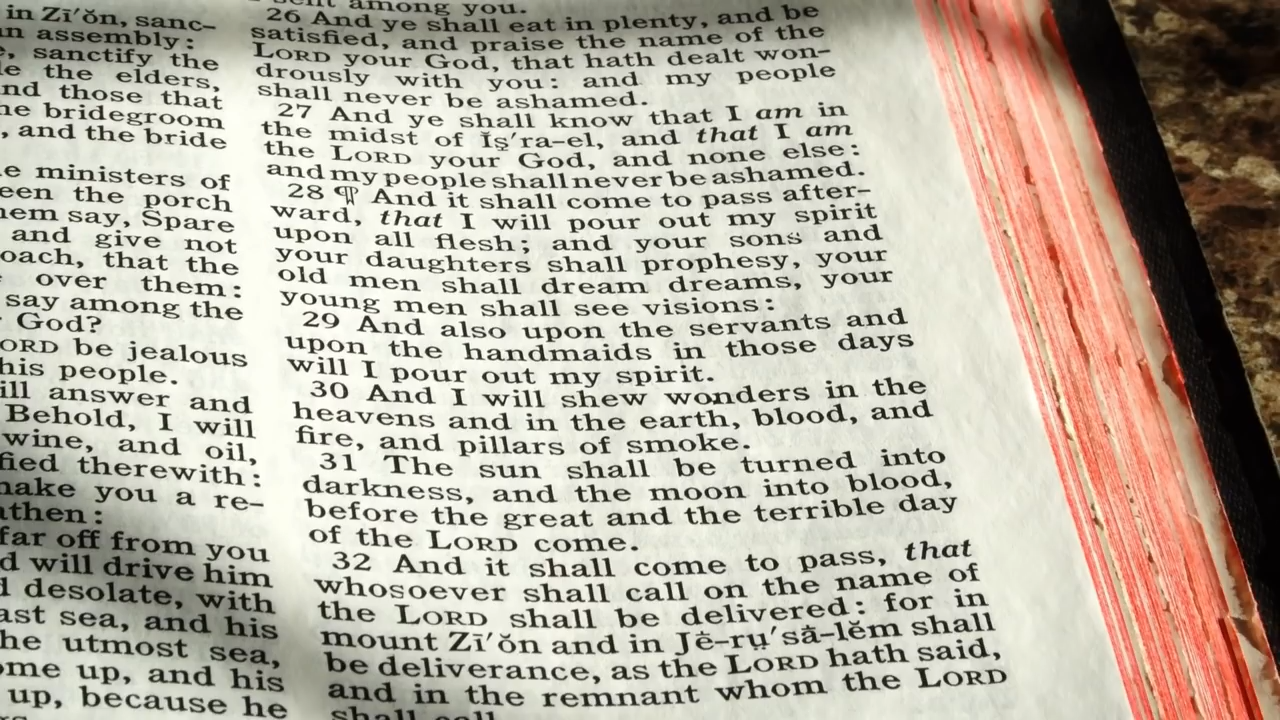 in Zī′ŏn, sanc-
an assembly:
, sanctify the
the elders,
and those that
he bridegroom
, and the bride
ministers of
een the porch
hem say, Spare
and give not
oach, that the
over them:
say among the
God?
ORD be jealous
his people.
ill answer and
Behold, I will
wine, and oil,
fied therewith:
make you a re-
athen:
far off from you
d will drive him
d desolate, with
ast sea, and his
he utmost sea,
ome up, and his
up, because he
sent among you.
26 And ye shall eat in plenty, and be
satisfied, and praise the name of the
LORD your God, that hath dealt won-
drously with you: and my people
shall never be ashamed.
27 And ye shall know that I am in
the midst of Ĭş′ra-el, and that I am
the LORD your God, and none else:
and my people shall never be ashamed.
28 ¶ And it shall come to pass after-
ward, that I will pour out my spirit
upon all flesh; and your sons and
your daughters shall prophesy, your
old men shall dream dreams, your
young men shall see visions:
29 And also upon the servants and
upon the handmaids in those days
will I pour out my spirit.
30 And I will shew wonders in the
heavens and in the earth, blood, and
fire, and pillars of smoke.
31 The sun shall be turned into
darkness, and the moon into blood,
before the great and the terrible day
of the LORD come.
32 And it shall come to pass, that
whosoever shall call on the name of
the LORD shall be delivered: for in
mount Zī′ŏn and in Jĕ-rụ′să-lĕm shall
be deliverance, as the LORD hath said,
and in the remnant whom the LORD
shall call.